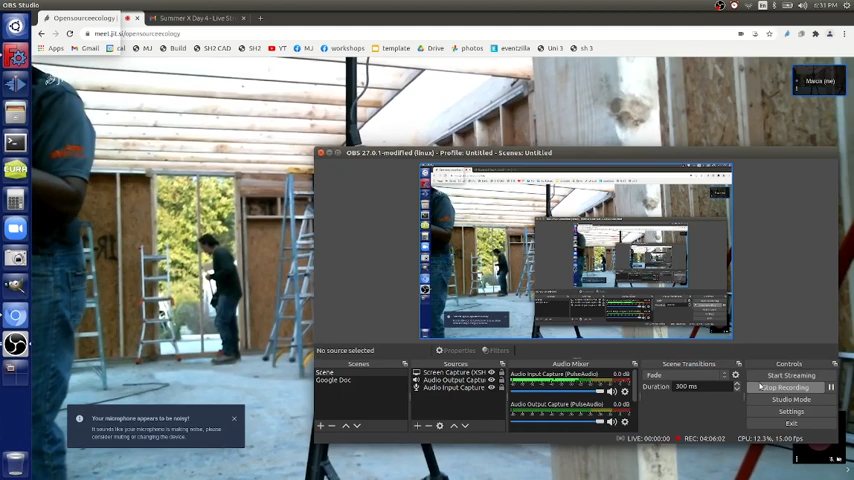 OBS Studio
6:31 PM
Opensourceecology
Summer X Day 4 - Live St
meet.jit.si/opensourceecology
Apps
Gmail
cal
MJ
Build
SH2 CAD
SH2
YT
MJ
workshops
template
Drive
photos
eventzilla
Uni 3
sh 3
Marcin (me)
OBS 27.0.1-modified (linux) - Profile: Untitled - Scenes: Untitled
No source selected
Properties
Filters
Scenes
Sources
Audio Mixer
Scene Transitions
Controls
Scene
Google Doc
Screen Capture (XSH
Audio Output Captur
Audio Input Capture
Audio Input Capture (PulseAudio)
0.0 dB
Audio Output Capture (PulseAudio)
0.0 dB
Fade
Duration
300 ms
Start Streaming
Stop Recording
Studio Mode
Settings
Exit
LIVE: 00:00:00
REC: 04:06:02
CPU: 12.3%, 15.00 fps
Your microphone appears to be noisy!
It sounds like your microphone is making noise, please
consider muting or changing the device.
CURA